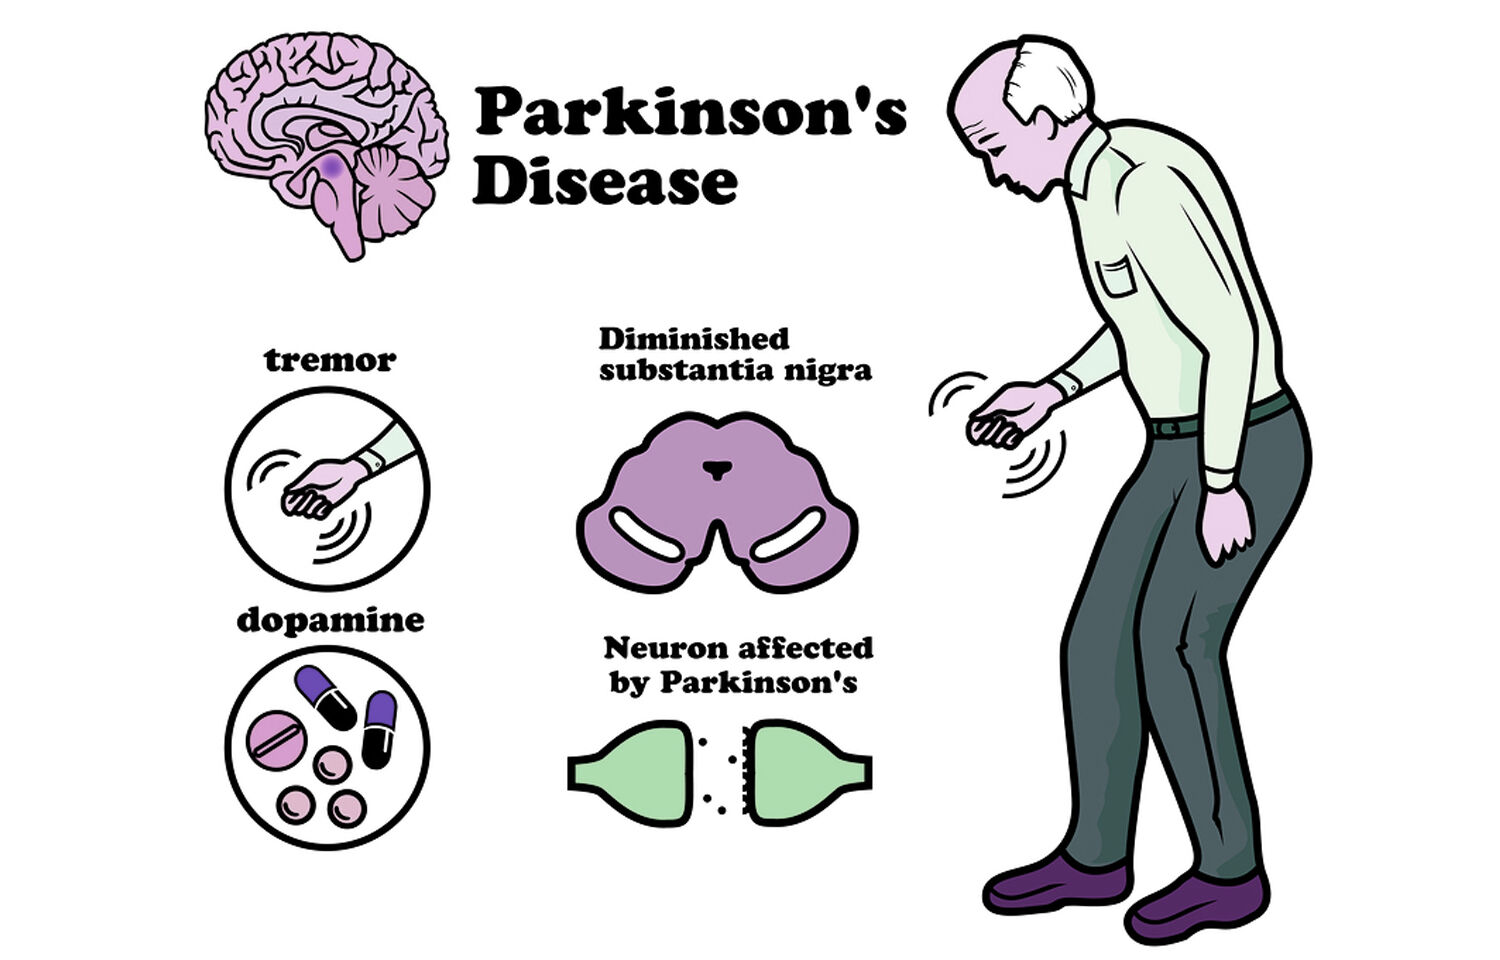 Parkinson's
Disease
tremor
Diminished
substantia nigra
dopamine
Neuron affected
by Parkinson's